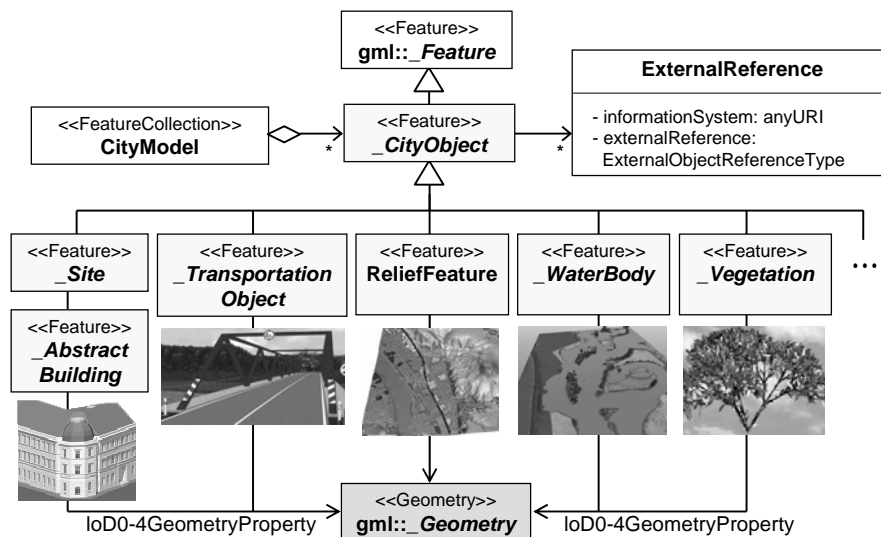 <<Feature>>
gml::_Feature
ExternalReference
- informationSystem: anyURI
- externalReference:
ExternalObjectReferenceType
<<FeatureCollection>>
CityModel
*
<<Feature>>
_CityObject
*
<<Feature>>
_Site
<<Feature>>
_Transportation
Object
<<Feature>>
ReliefFeature
<<Feature>>
_WaterBody
<<Feature>>
_Vegetation
...
<<Feature>>
_Abstract
Building
<<Geometry>>
gml::_Geometry
loD0-4GeometryProperty
loD0-4GeometryProperty